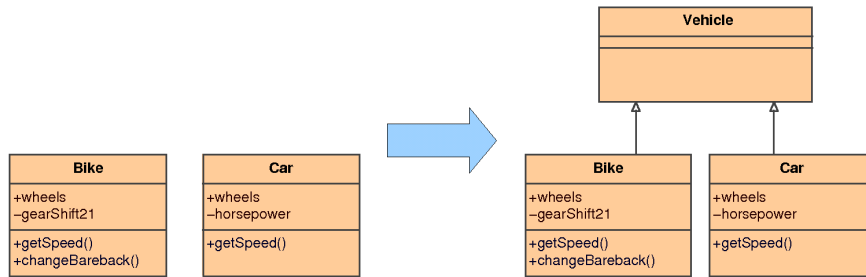 Vehicle
Bike
+wheels
–gearShift21
+getSpeed()
+changeBareback()
Car
+wheels
–horsepower
+getSpeed()
Bike
+wheels
–gearShift21
+getSpeed()
+changeBareback()
Car
+wheels
–horsepower
+getSpeed()